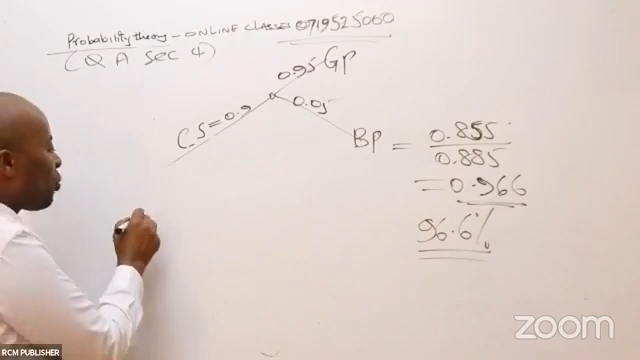 Probability theory - ONLINE CLASSES 0719525060
(QA SEC 4)
0.95 GP
CS=0.9
0.05
BP = 0.855
0.885
= 0.966
96.6%
zoom
RCM PUBLISHER